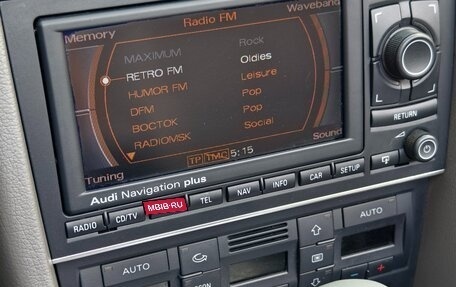 Radio FM
Memory
Waveband
MAXIMUM Rock
RETRO FM Oldies
HUMOR FM Leisure
DFM Pop
BOCTOK Pop
RADIOMSK Social
TP TMC 5:15
Tuning
Sound
RETURN
Audi Navigation plus
RADIO
CD/TV
MBIB.RU
TEL
NAV
INFO
CAR
SETUP
AUTO
AUTO